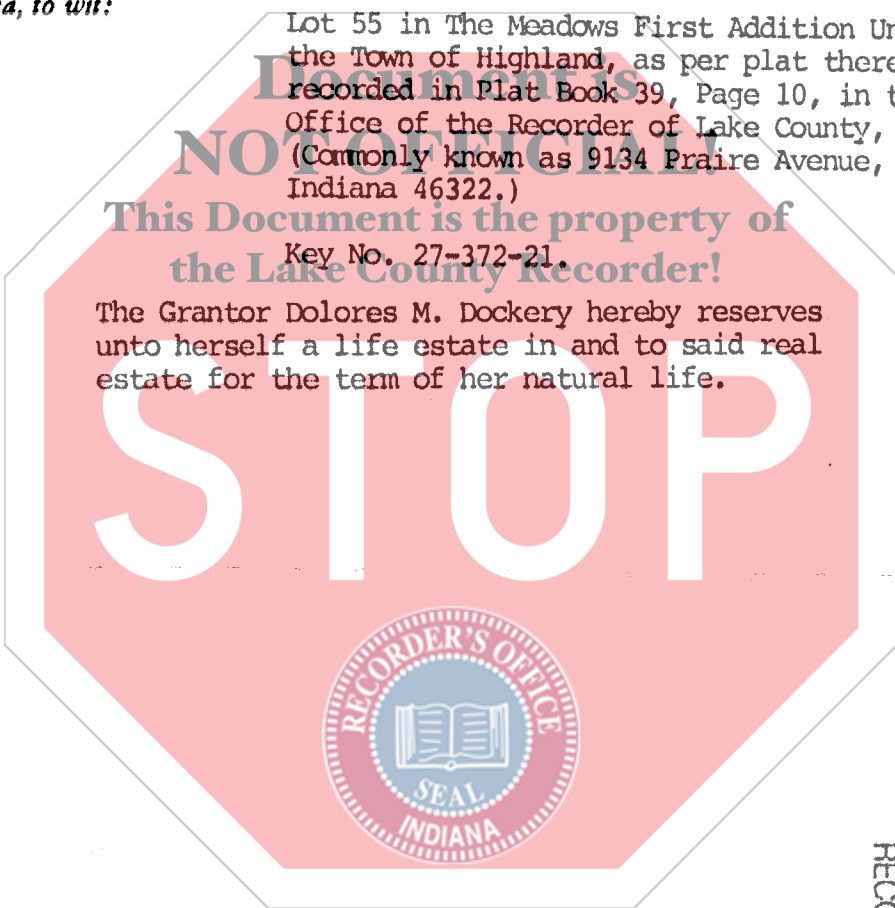 to wit:
Lot 55 in The Meadows First Addition
the Town of Highland, as per plat
recorded in Plat Book 39, Page 10, in
Office of the Recorder of Lake County,
(Commonly known as 9134 Praire Avenue,
Indiana 46322.)
Key No. 27-372-21.
The Grantor Dolores M. Dockery hereby reserves
unto herself a life estate in and to said real
estate for the term of her natural life.
Document is
NOT OFFICIAL!
This Document is the property of
the Lake County Recorder!
STOP
RECORDER'S OFFICE
SEAL
INDIANA